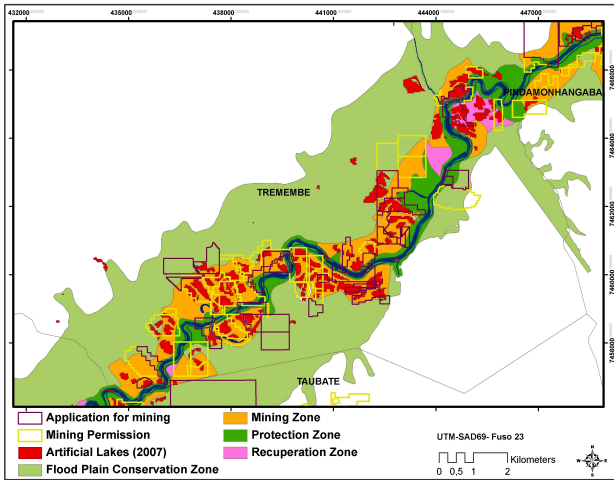 432000 435000 438000 441000 444000 447000
7466000
PINDAMONHANGABA
7464000
TREMEMBE
7462000
7460000
7458000
TAUBATE
Application for mining
Mining Zone
Mining Permission
Protection Zone
Artificial Lakes (2007)
Recuperation Zone
Flood Plain Conservation Zone
UTM-SAD69- Fuso 23
Kilometers
0 0,5 1 2
N
W E
S